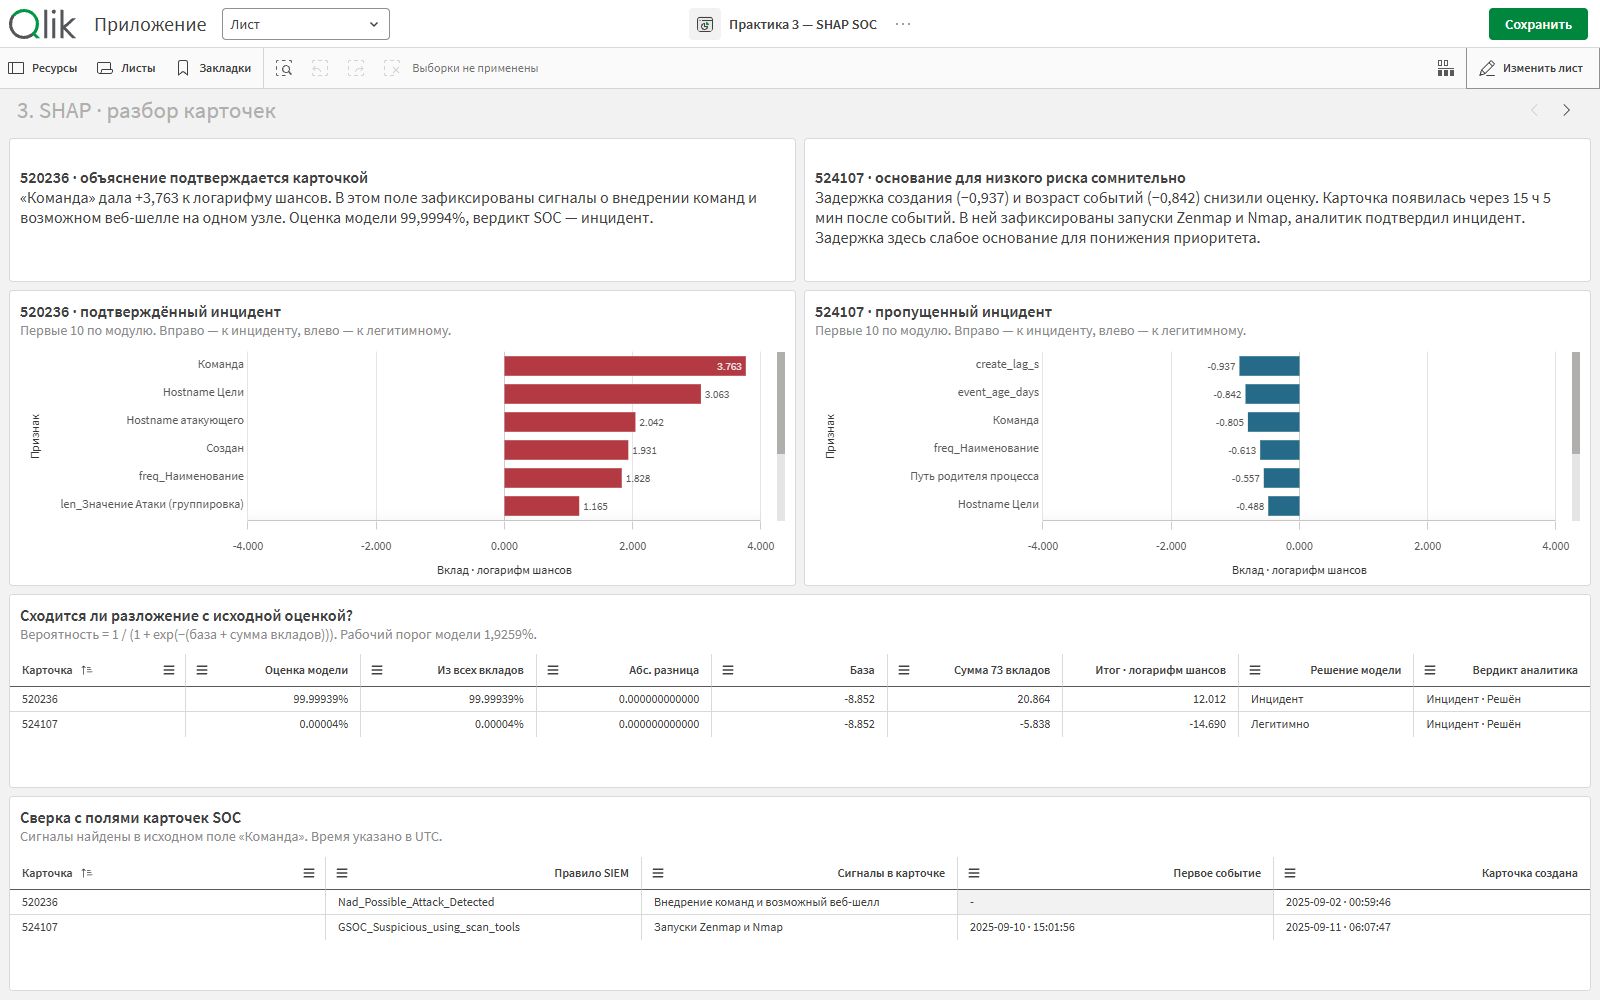 Qlik
Приложение
Лист
Практика 3 — SHAP SOC
Сохранить
Ресурсы
Листы
Закладки
Выборки не применены
Изменить лист
3. SHAP · разбор карточек
520236 · объяснение подтверждается карточкой
«Команда» дала +3,763 к логарифму шансов. В этом поле зафиксированы сигналы о внедрении команд и
возможном веб-шелле на одном узле. Оценка модели 99,9994%, вердикт SOC — инцидент.
524107 · основание для низкого риска сомнительно
Задержка создания (−0,937) и возраст событий (−0,842) снизили оценку. Карточка появилась через 15 ч 5
мин после событий. В ней зафиксированы запуски Zenmap и Nmap, аналитик подтвердил инцидент.
Задержка здесь слабое основание для понижения приоритета.
520236 · подтверждённый инцидент
Первые 10 по модулю. Вправо — к инциденту, влево — к легитимному.
Признак
Команда 3.763
Hostname Цели 3.063
Hostname атакующего 2.042
Создан 1.931
freq_Наименование 1.828
len_Значение Атаки (группировка) 1.165
-4.000 -2.000 0.000 2.000 4.000
Вклад · логарифм шансов
524107 · пропущенный инцидент
Первые 10 по модулю. Вправо — к инциденту, влево — к легитимному.
Признак
create_lag_s -0.937
event_age_days -0.842
Команда -0.805
freq_Наименование -0.613
Путь родителя процесса -0.557
Hostname Цели -0.488
-4.000 -2.000 0.000 2.000 4.000
Вклад · логарифм шансов
Сходится ли разложение с исходной оценкой?
Вероятность = 1 / (1 + exp(−(база + сумма вкладов))). Рабочий порог модели 1,9259%.
Карточка Оценка модели Из всех вкладов Абс. разница База Сумма 73 вкладов Итог · логарифм шансов Решение модели Вердикт аналитика
520236 99.99939% 99.99939% 0.000000000000 -8.852 20.864 12.012 Инцидент Инцидент · Решён
524107 0.00004% 0.00004% 0.000000000000 -8.852 -5.838 -14.690 Легитимно Инцидент · Решён
Сверка с полями карточек SOC
Сигналы найдены в исходном поле «Команда». Время указано в UTC.
Карточка Правило SIEM Сигналы в карточке Первое событие Карточка создана
520236 Nad_Possible_Attack_Detected Внедрение команд и возможный веб-шелл - 2025-09-02 · 00:59:46
524107 GSOC_Suspicious_using_scan_tools Запуски Zenmap и Nmap 2025-09-10 · 15:01:56 2025-09-11 · 06:07:47